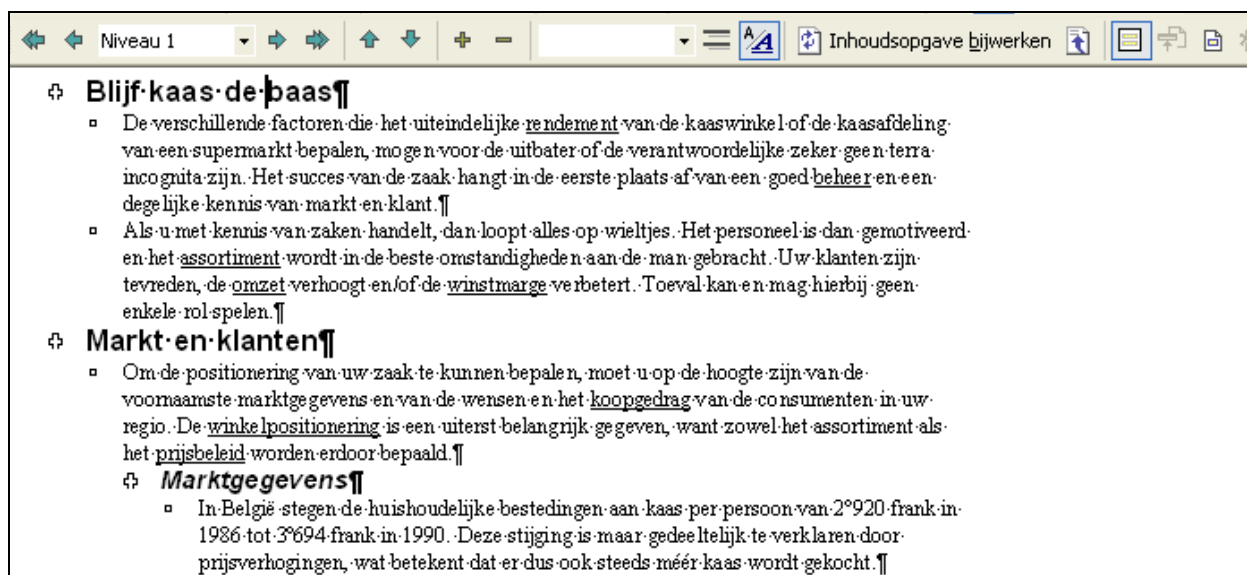 Niveau 1 Inhoudsopgave bijwerken
Blijf·kaas·de·baas¶
De·verschillende·factoren·die·het·uiteindelijke·rendement·van·de·kaaswinkel·of·de·kaasafdeling·
van·een·supermarkt·bepalen,·mogen·voor·de·uitbater·of·de·verantwoordelijke·zeker·geen·terra·
incognita·zijn.·Het·succes·van·de·zaak·hangt·in·de·eerste·plaats·af·van·een·goed·beheer·en·een·
degelijke·kennis·van·markt·en·klant.¶
Als·u·met·kennis·van·zaken·handelt,·dan·loopt·alles·op·wieltjes.·Het·personeel·is·dan·gemotiveerd·
en·het·assortiment·wordt·in·de·beste·omstandigheden·aan·de·man·gebracht.·Uw·klanten·zijn·
tevreden,·de·omzet·verhoogt·en/of·de·winstmarge·verbetert.·Toeval·kan·en·mag·hierbij·geen·
enkele·rol·spelen.¶
Markt·en·klanten¶
Om·de·positionering·van·uw·zaak·te·kunnen·bepalen,·moet·u·op·de·hoogte·zijn·van·de·
voornaamste·marktgegevens·en·van·de·wensen·en·het·koopgedrag·van·de·consumenten·in·uw·
regio.·De·winkelpositionering·is·een·uiterst·belangrijk·gegeven,·want·zowel·het·assortiment·als·
het·prijsbeleid·worden·erdoor·bepaald.¶
Marktgegevens¶
In·België·stegen·de·huishoudelijke·bestedingen·aan·kaas·per·persoon·van·2°920·frank·in·
1986·tot·3°694·frank·in·1990.·Deze·stijging·is·maar·gedeeltelijk·te·verklaren·door·
prijsverhogingen,·wat·betekent·dat·er·dus·ook·steeds·méér·kaas·wordt·gekocht.¶